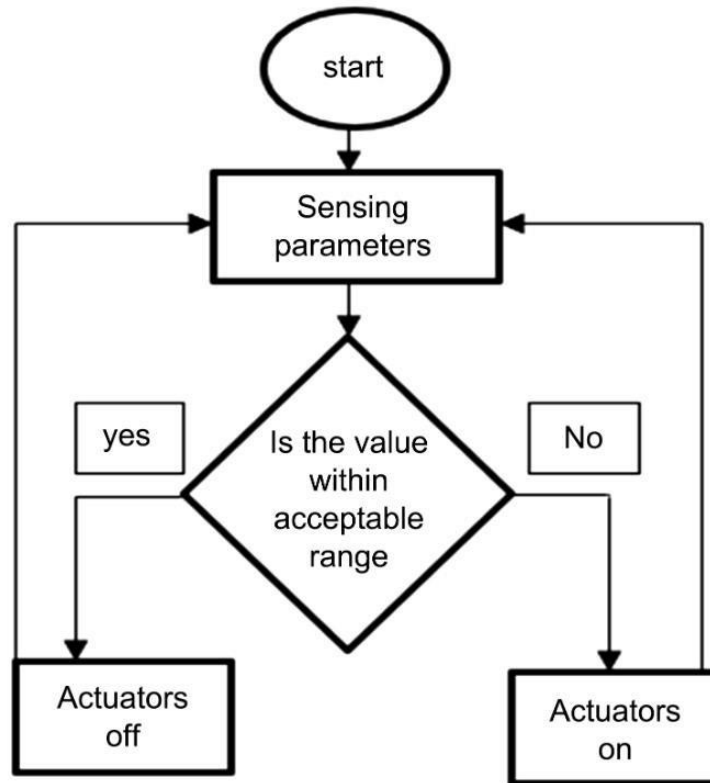 start
Sensing
parameters
yes
No
Is the value
within
acceptable
range
Actuators
off
Actuators
on